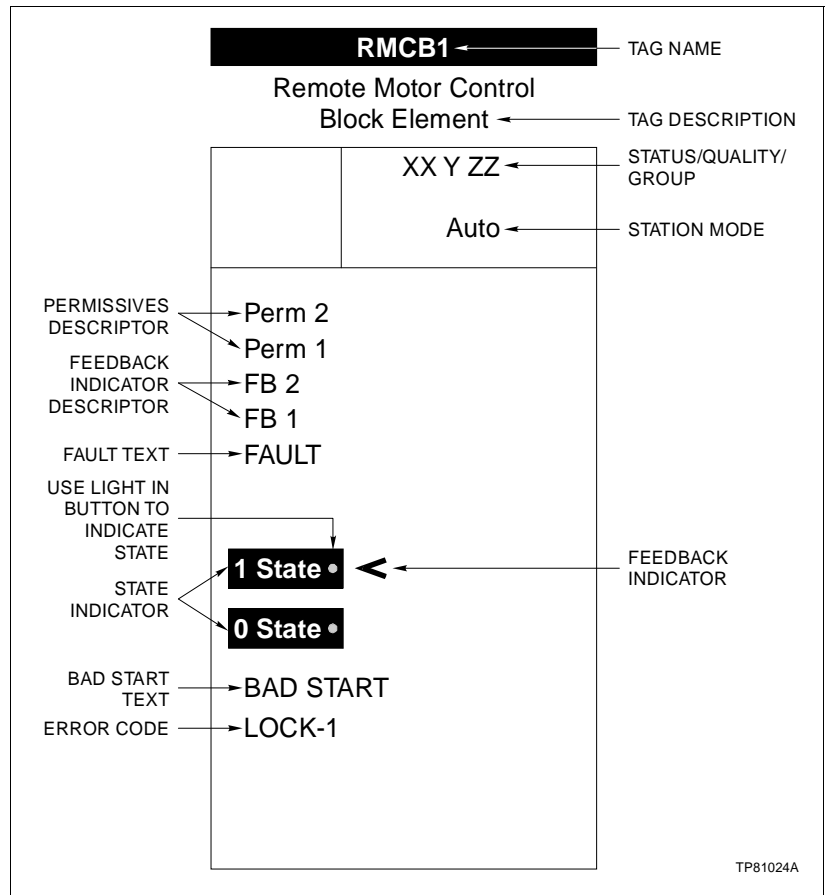 RMCB1
TAG NAME
Remote Motor Control
Block Element
TAG DESCRIPTION
XX Y ZZ
STATUS/QUALITY/
GROUP
Auto
STATION MODE
PERMISSIVES
DESCRIPTOR
Perm 2
Perm 1
FEEDBACK
INDICATOR
DESCRIPTOR
FB 2
FB 1
FAULT TEXT
FAULT
USE LIGHT IN
BUTTON TO
INDICATE
STATE
1 State
<
FEEDBACK
INDICATOR
STATE
INDICATOR
0 State
BAD START
TEXT
BAD START
ERROR CODE
LOCK-1
TP81024A